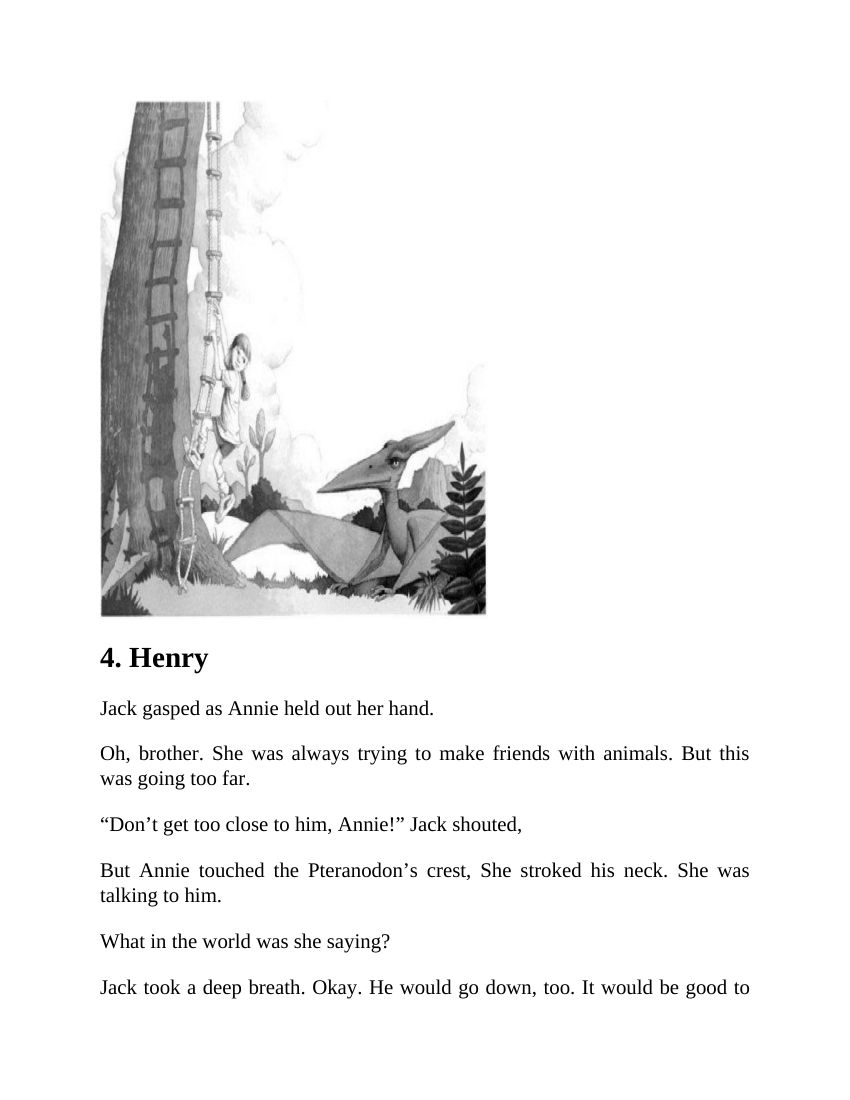 4. Henry
Jack gasped as Annie held out her hand.
Oh, brother. She was always trying to make friends with animals. But this
was going too far.
“Don’t get too close to him, Annie!” Jack shouted,
But Annie touched the Pteranodon’s crest, She stroked his neck. She was
talking to him.
What in the world was she saying?
Jack took a deep breath. Okay. He would go down, too. It would be good to